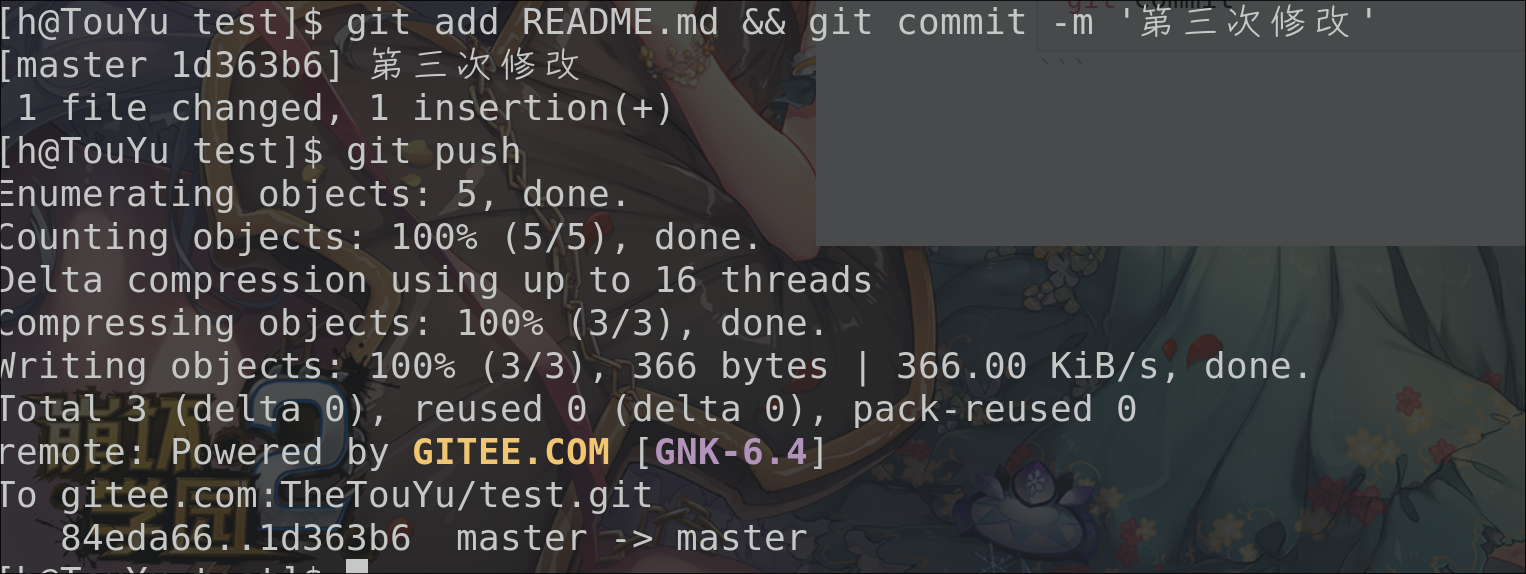 [h@TouYu test]$ git add README.md && git commit -m '第三次修改'
[master 1d363b6] 第三次修改
 1 file changed, 1 insertion(+)
[h@TouYu test]$ git push
Enumerating objects: 5, done.
Counting objects: 100% (5/5), done.
Delta compression using up to 16 threads
Compressing objects: 100% (3/3), done.
Writing objects: 100% (3/3), 366 bytes | 366.00 KiB/s, done.
Total 3 (delta 0), reused 0 (delta 0), pack-reused 0
remote: Powered by GITEE.COM [GNK-6.4]
To gitee.com:TheTouYu/test.git
   84eda66..1d363b6  master -> master
[h@TouYu test]$